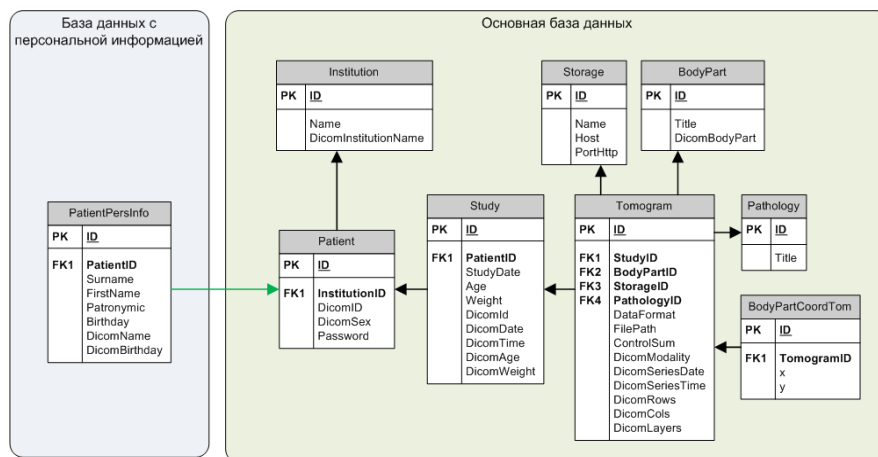 База данных с
персональной информацией
Основная база данных
Institution
PK ID
Name
DicomInstitutionName
Storage
PK ID
Name
Host
PortHttp
BodyPart
PK ID
Title
DicomBodyPart
PatientPersInfo
PK ID
FK1 PatientID
Surname
FirstName
Patronymic
Birthday
DicomName
DicomBirthday
Patient
PK ID
FK1 InstitutionID
DicomID
DicomSex
Password
Study
PK ID
FK1 PatientID
StudyDate
Age
Weight
DicomId
DicomDate
DicomTime
DicomAge
DicomWeight
Tomogram
PK ID
FK1 StudyID
FK2 BodyPartID
FK3 StorageID
FK4 PathologyID
DataFormat
FilePath
ControlSum
DicomModality
DicomSeriesDate
DicomSeriesTime
DicomRows
DicomCols
DicomLayers
Pathology
PK ID
Title
BodyPartCoordTom
PK ID
FK1 TomogramID
x
y